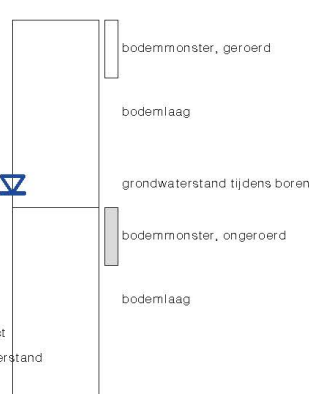 bodemmonster, geroerd
bodemlaag
grondwaterstand tijdens boren
bodemmonster, ongeroerd
bodemlaag